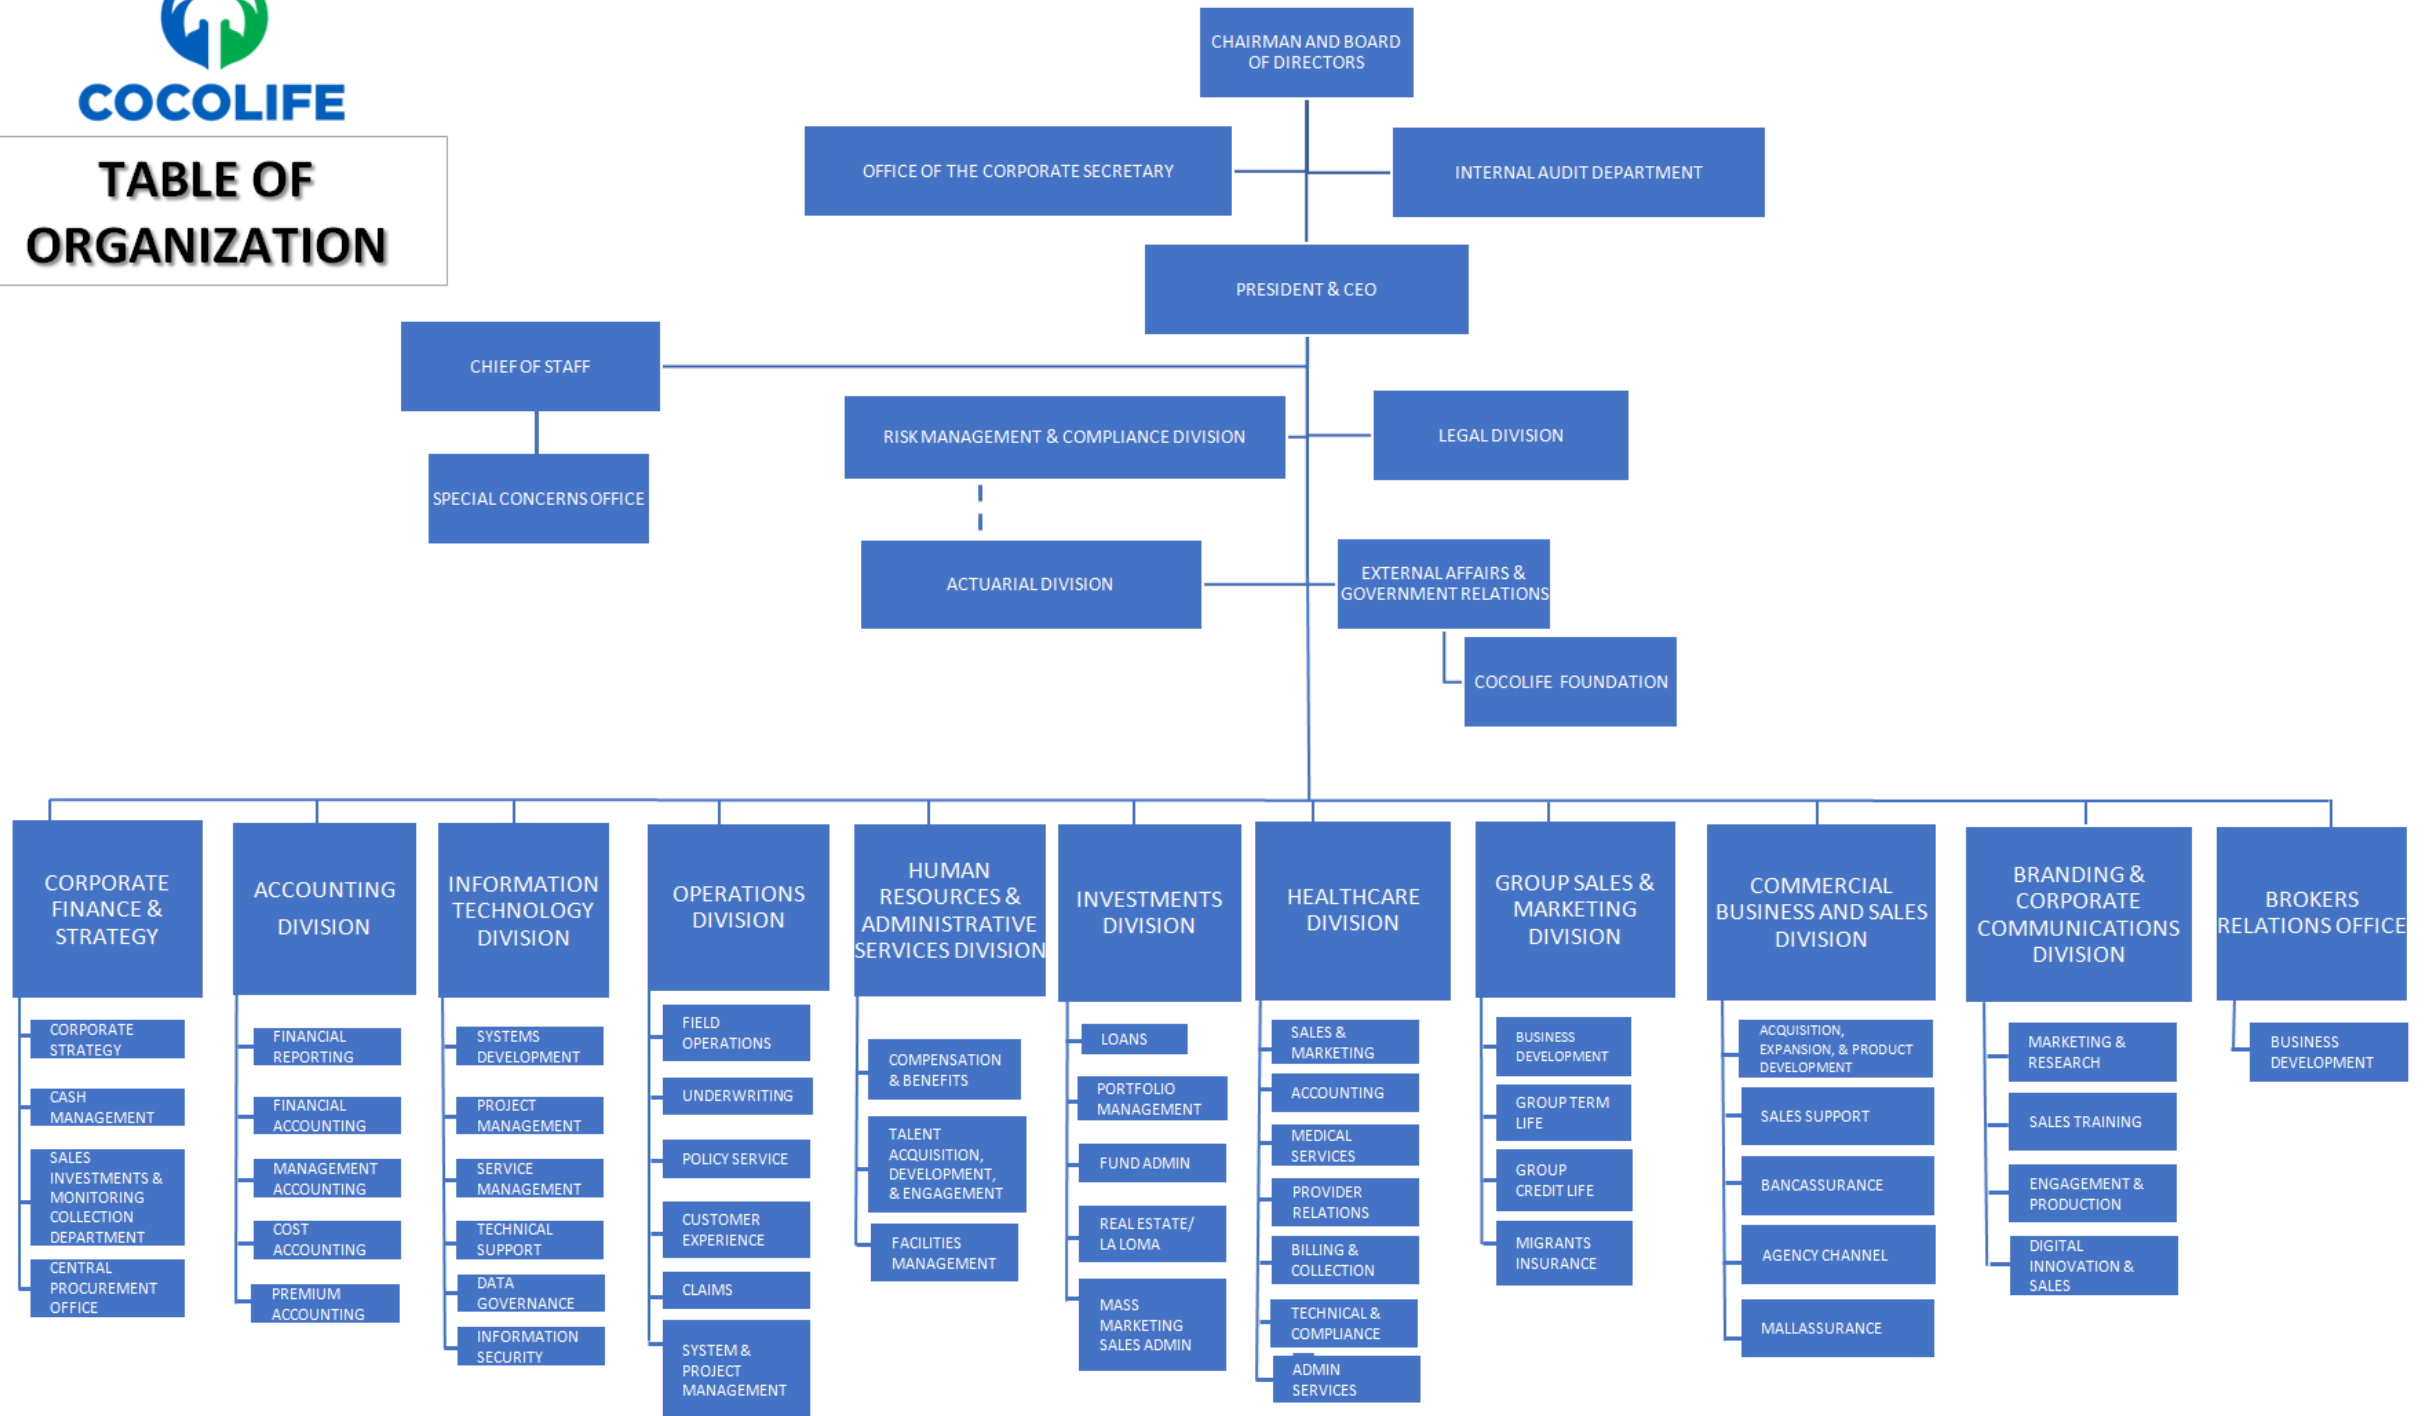 COCOLIFE
TABLE OF
ORGANIZATION
CHAIRMAN AND BOARD
OF DIRECTORS
OFFICE OF THE CORPORATE SECRETARY
INTERNAL AUDIT DEPARTMENT
PRESIDENT & CEO
CHIEF OF STAFF
RISK MANAGEMENT & COMPLIANCE DIVISION
LEGAL DIVISION
SPECIAL CONCERNS OFFICE
ACTUARIAL DIVISION
EXTERNAL AFFAIRS &
GOVERNMENT RELATIONS
COCOLIFE FOUNDATION
CORPORATE
FINANCE &
STRATEGY
CORPORATE
STRATEGY
CASH
MANAGEMENT
SALES
INVESTMENTS &
MONITORING
COLLECTION
DEPARTMENT
CENTRAL
PROCUREMENT
OFFICE
ACCOUNTING
DIVISION
FINANCIAL
REPORTING
FINANCIAL
ACCOUNTING
MANAGEMENT
ACCOUNTING
COST
ACCOUNTING
PREMIUM
ACCOUNTING
INFORMATION
TECHNOLOGY
DIVISION
SYSTEMS
DEVELOPMENT
PROJECT
MANAGEMENT
SERVICE
MANAGEMENT
TECHNICAL
SUPPORT
DATA
GOVERNANCE
INFORMATION
SECURITY
OPERATIONS
DIVISION
FIELD
OPERATIONS
UNDERWRITING
POLICY SERVICE
CUSTOMER
EXPERIENCE
CLAIMS
SYSTEM &
PROJECT
MANAGEMENT
HUMAN
RESOURCES &
ADMINISTRATIVE
SERVICES DIVISION
COMPENSATION
& BENEFITS
TALENT
ACQUISITION,
DEVELOPMENT,
& ENGAGEMENT
FACILITIES
MANAGEMENT
INVESTMENTS
DIVISION
LOANS
PORTFOLIO
MANAGEMENT
FUND ADMIN
REAL ESTATE/
LA LOMA
MASS
MARKETING
SALES ADMIN
HEALTHCARE
DIVISION
SALES &
MARKETING
ACCOUNTING
MEDICAL
SERVICES
PROVIDER
RELATIONS
BILLING &
COLLECTION
TECHNICAL &
COMPLIANCE
ADMIN
SERVICES
GROUP SALES &
MARKETING
DIVISION
BUSINESS
DEVELOPMENT
GROUP TERM
LIFE
GROUP
CREDIT LIFE
MIGRANTS
INSURANCE
COMMERCIAL
BUSINESS AND SALES
DIVISION
ACQUISITION,
EXPANSION, & PRODUCT
DEVELOPMENT
SALES SUPPORT
BANCASSURANCE
AGENCY CHANNEL
MALLASSURANCE
BRANDING &
CORPORATE
COMMUNICATIONS
DIVISION
MARKETING &
RESEARCH
SALES TRAINING
ENGAGEMENT &
PRODUCTION
DIGITAL
INNOVATION &
SALES
BROKERS
RELATIONS OFFICE
BUSINESS
DEVELOPMENT